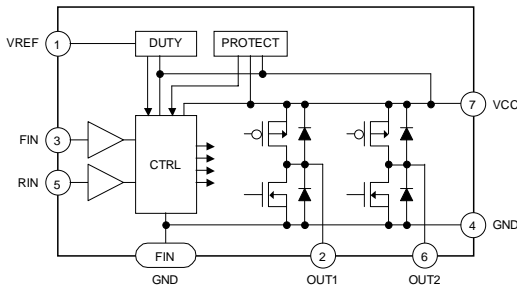 DUTY
PROTECT
VREF 1
7 VCC
FIN 3
CTRL
RIN 5
4 GND
FIN
2
6
GND
OUT1
OUT2